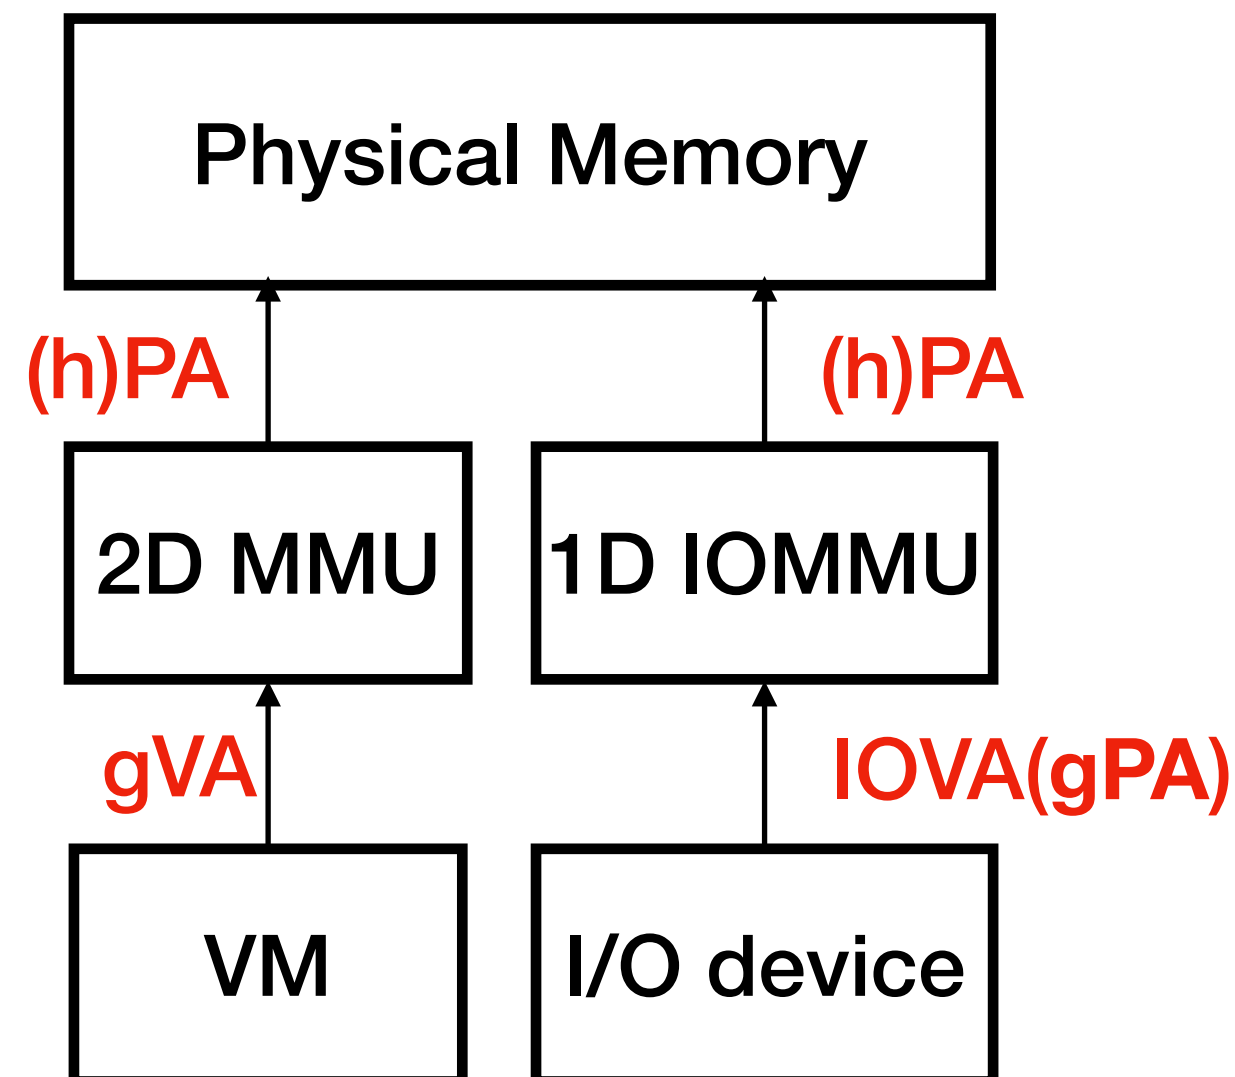 Physical Memory
(h)PA
(h)PA
2D MMU
1D IOMMU
gVA
IOVA(gPA)
VM
I/O device